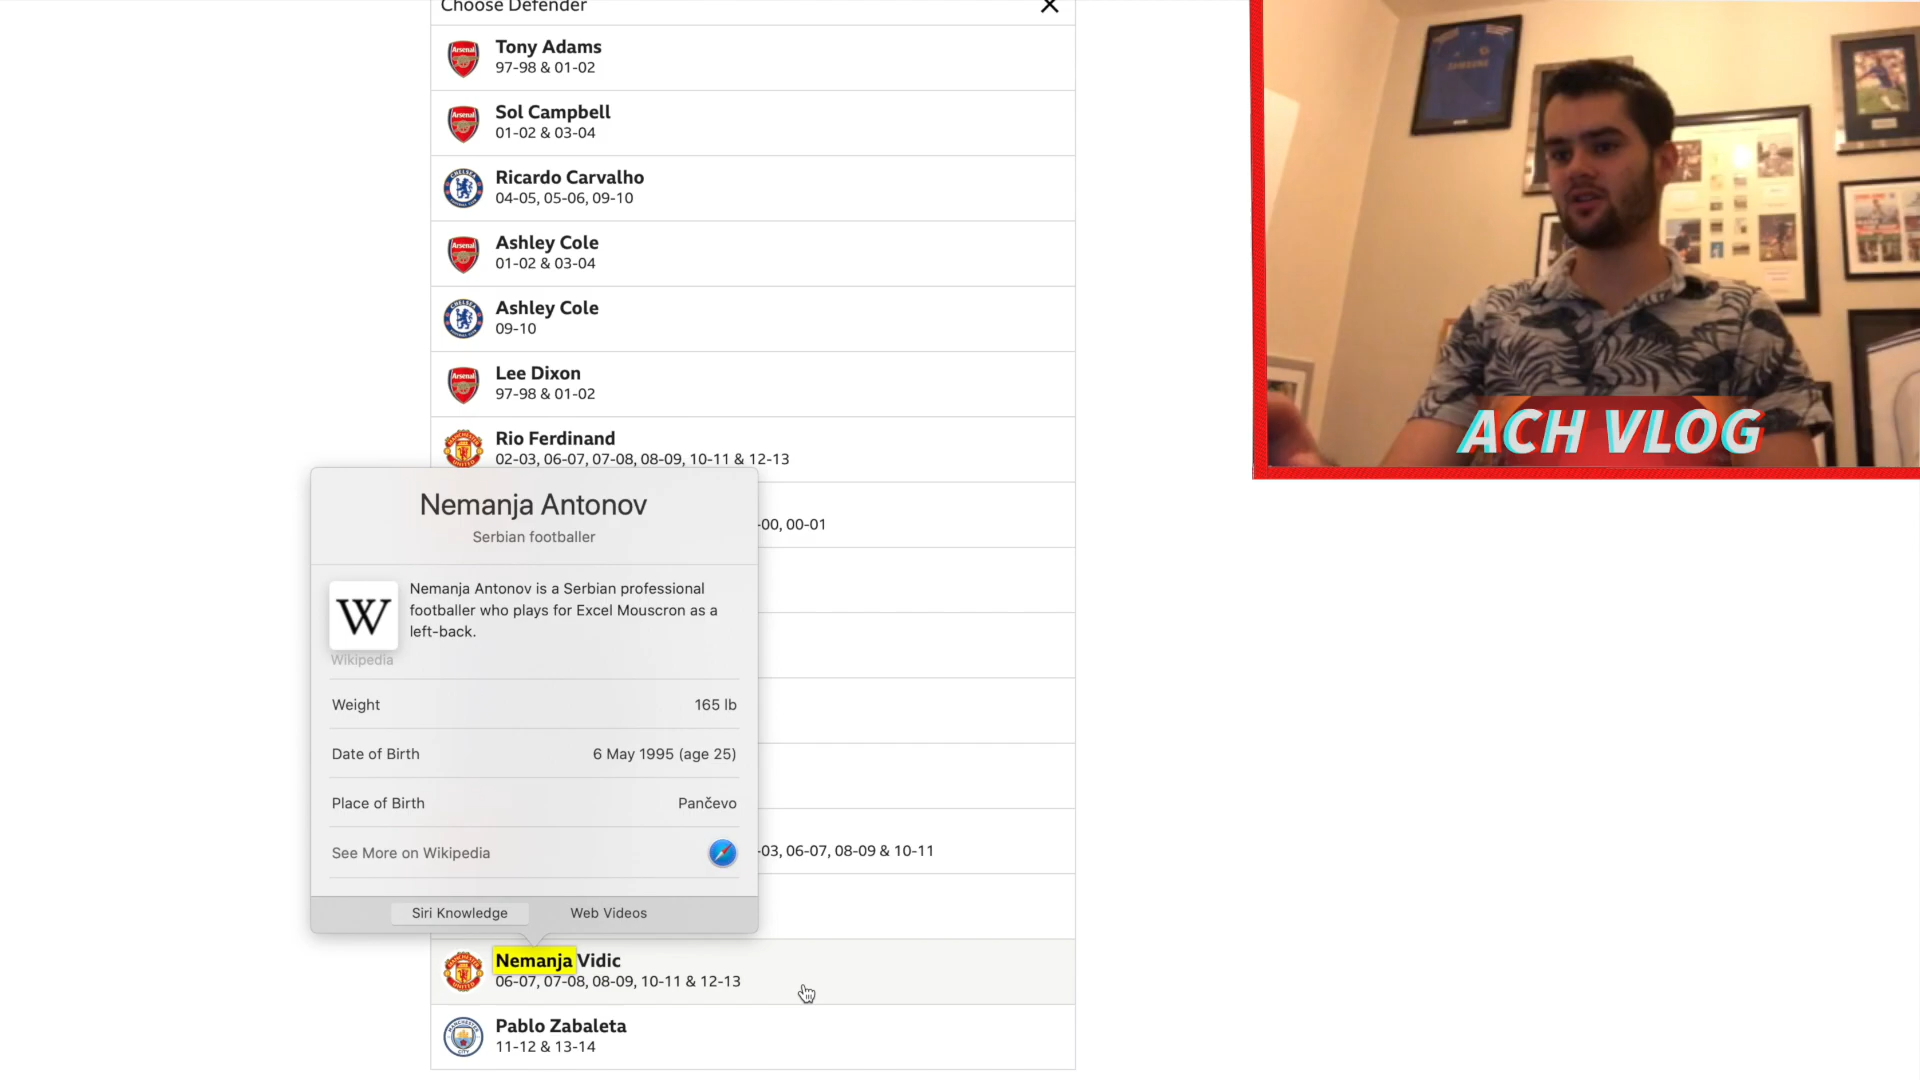 Choose Defender
Tony Adams
97-98 & 01-02
Sol Campbell
01-02 & 03-04
Ricardo Carvalho
04-05, 05-06, 09-10
Ashley Cole
01-02 & 03-04
Ashley Cole
09-10
Lee Dixon
97-98 & 01-02
Rio Ferdinand
02-03, 06-07, 07-08, 08-09, 10-11 & 12-13
-00, 00-01
-03, 06-07, 08-09 & 10-11
Nemanja Antonov
Serbian footballer
Nemanja Antonov is a Serbian professional
footballer who plays for Excel Mouscron as a
left-back.
W
Wikipedia
Weight 165 lb
Date of Birth 6 May 1995 (age 25)
Place of Birth Pančevo
See More on Wikipedia
Siri Knowledge Web Videos
Nemanja Vidic
06-07, 07-08, 08-09, 10-11 & 12-13
Pablo Zabaleta
11-12 & 13-14
SAMSUNG
ACH VLOG
Arsenal
Arsenal
Arsenal
Arsenal